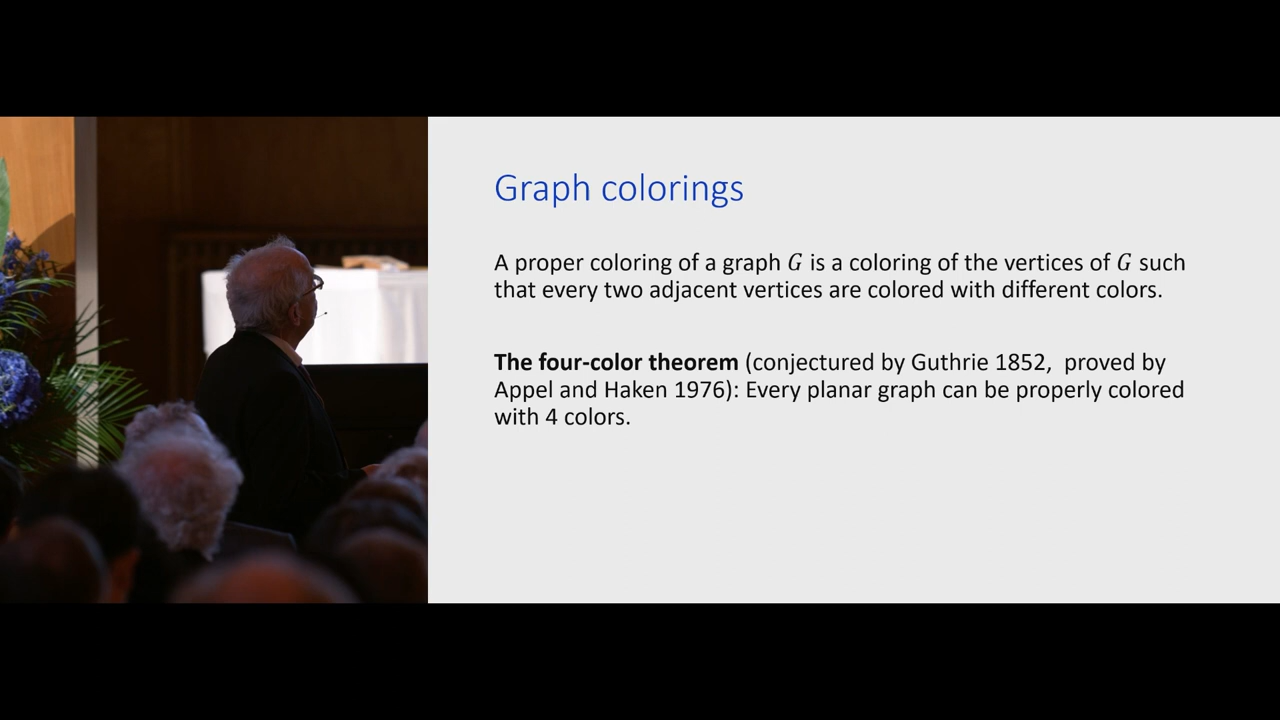 Graph colorings
A proper coloring of a graph G is a coloring of the vertices of G such
that every two adjacent vertices are colored with different colors.
The four-color theorem (conjectured by Guthrie 1852,  proved by
Appel and Haken 1976): Every planar graph can be properly colored
with 4 colors.